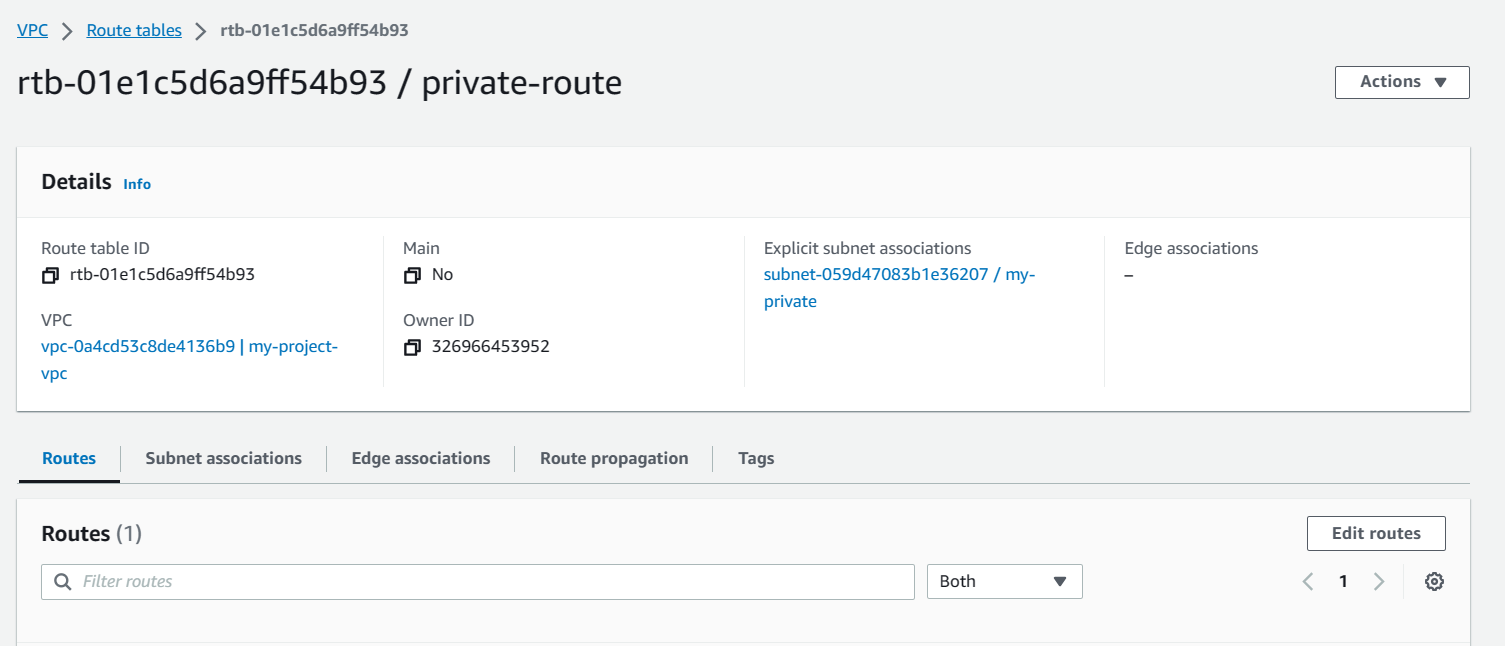 VPC > Route tables > rtb-01e1c5d6a9ff54b93
rtb-01e1c5d6a9ff54b93 / private-route
Actions
Details Info
Route table ID
rtb-01e1c5d6a9ff54b93
VPC
vpc-0a4cd53c8de4136b9 | my-project-
vpc
Main
No
Owner ID
326966453952
Explicit subnet associations
subnet-059d47083b1e36207 / my-
private
Edge associations
–
Routes
Subnet associations
Edge associations
Route propagation
Tags
Routes (1)
Edit routes
Filter routes
Both
1